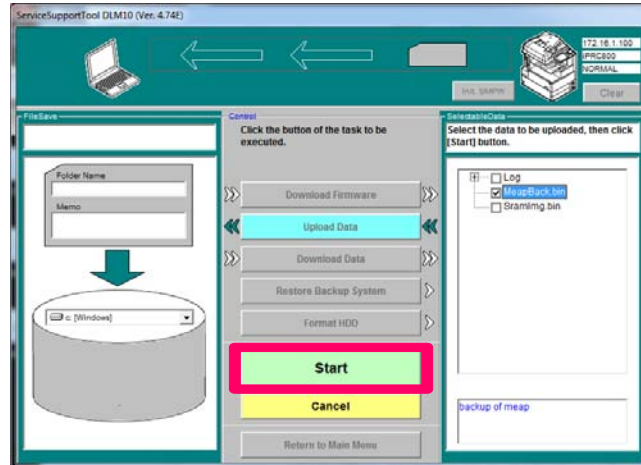 ServiceSupportTool DLM10 (Ver. 4.74E)
172.16.1.100
iPRC800
NORMAL
Init. SMPW
Clear
FileSave
Folder Name
Memo
c: [Windows]
Control
Click the button of the task to be
executed.
Download Firmware
Upload Data
Download Data
Restore Backup System
Format HDD
Start
Cancel
Return to Main Menu
SelectableData
Select the data to be uploaded, then click
[Start] button.
Log
MeapBack.bin
SramImg.bin
backup of meap